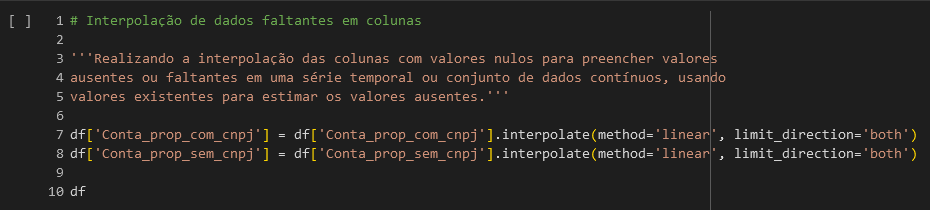 [ ] 1 # Interpolação de dados faltantes em colunas
2
3 '''Realizando a interpolação das colunas com valores nulos para preencher valores
4 ausentes ou faltantes em uma série temporal ou conjunto de dados contínuos, usando
5 valores existentes para estimar os valores ausentes.'''
6
7 df['Conta_prop_com_cnpj'] = df['Conta_prop_com_cnpj'].interpolate(method='linear', limit_direction='both')
8 df['Conta_prop_sem_cnpj'] = df['Conta_prop_sem_cnpj'].interpolate(method='linear', limit_direction='both')
9
10 df